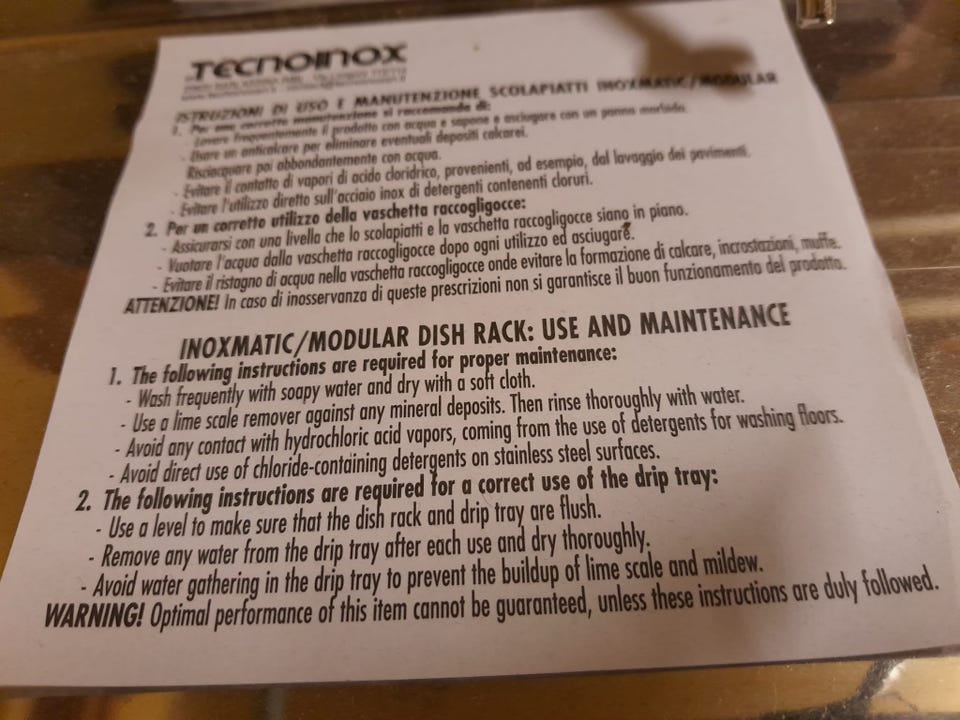 TECNOINOX
ISTRUZIONI DI USO E MANUTENZIONE SCOLAPIATTI INOXMATIC/MODULAR
1. Per una corretta manutenzione si raccomanda di:
- Lavare frequentemente il prodotto con acqua e sapone e asciugare con un panno morbido.
- Usare un anticalcare per eliminare eventuali depositi calcarei.
Risciacquare poi abbondantemente con acqua.
- Evitare il contatto di vapori di acido cloridrico, provenienti, ad esempio, dal lavaggio dei pavimenti.
- Evitare l'utilizzo diretto sull'acciaio inox di detergenti contenenti cloruri.
2. Per un corretto utilizzo della vaschetta raccogligocce:
- Assicurarsi con una livella che lo scolapiatti e la vaschetta raccogligocce siano in piano.
- Vuotare l'acqua dalla vaschetta raccogligocce dopo ogni utilizzo ed asciugare.
- Evitare il ristagno di acqua nella vaschetta raccogligocce onde evitare la formazione di calcare, incrostazioni, muffe.
ATTENZIONE! In caso di inosservanza di queste prescrizioni non si garantisce il buon funzionamento del prodotto.
INOXMATIC/MODULAR DISH RACK: USE AND MAINTENANCE
1. The following instructions are required for proper maintenance:
- Wash frequently with soapy water and dry with a soft cloth.
- Use a lime scale remover against any mineral deposits. Then rinse thoroughly with water.
- Avoid any contact with hydrochloric acid vapors, coming from the use of detergents for washing floors.
- Avoid direct use of chloride-containing detergents on stainless steel surfaces.
2. The following instructions are required for a correct use of the drip tray:
- Use a level to make sure that the dish rack and drip tray are flush.
- Remove any water from the drip tray after each use and dry thoroughly.
- Avoid water gathering in the drip tray to prevent the buildup of lime scale and mildew.
WARNING! Optimal performance of this item cannot be guaranteed, unless these instructions are duly followed.